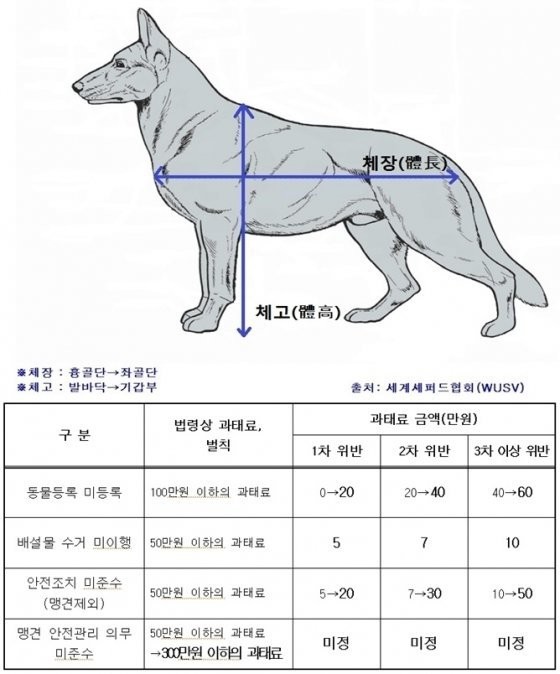 체장(體長)
체고(體高)
※체장 : 흉골단→좌골단
※체고 : 발바닥→기갑부
출처: 세계세퍼드협회(WUSV)
구 분
법령상 과태료,
벌칙
과태료 금액(만원)
1차 위반 2차 위반 3차 이상 위반
동물등록 미등록 100만원 이하의 과태료 0→20 20→40 40→60
배설물 수거 미이행 50만원 이하의 과태료 5 7 10
안전조치 미준수
(맹견제외)
50만원 이하의 과태료 5→20 7→30 10→50
맹견 안전관리 의무
미준수
50만원 이하의 과태료
→300만원 이하의 과태료
미정 미정 미정